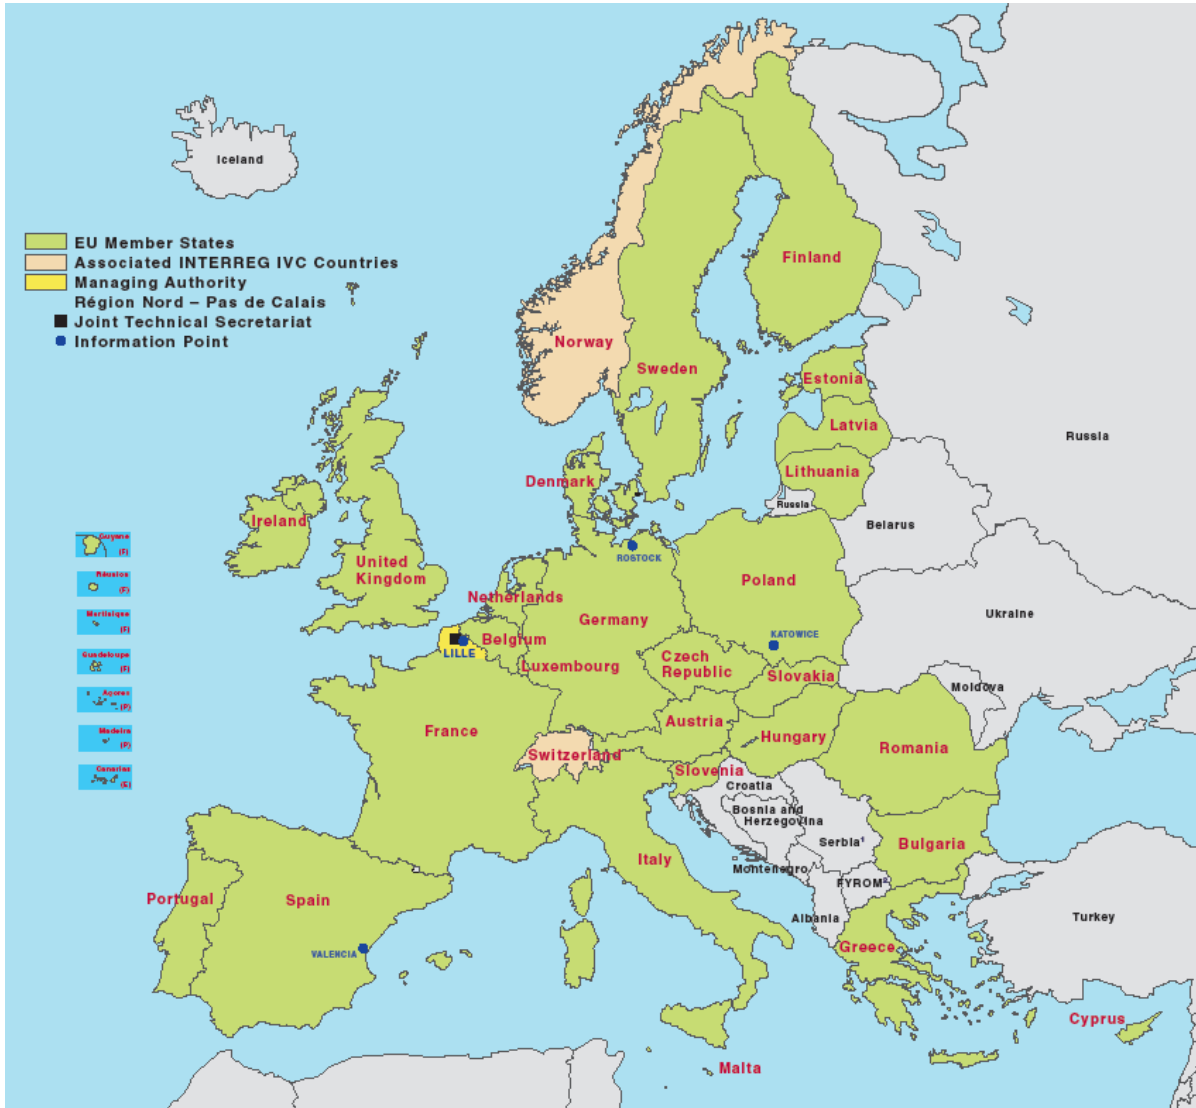 Iceland
EU Member States
Associated INTERREG IVC Countries
Managing Authority
Région Nord – Pas de Calais
Joint Technical Secretariat
Information Point
Finland
Norway
Sweden
Estonia
Latvia
Russia
Lithuania
Denmark
Russia
Ireland
Belarus
Guyane
(F)
ROSTOCK
United
Kingdom
Poland
Réunion
(F)
Netherlands
Germany
Ukraine
Martinique
(F)
KATOWICE
Belgium
LILLE
Guadeloupe
(F)
Luxembourg
Czech
Republic
Slovakia
Moldova
Açores
(P)
Austria
France
Hungary
Romania
Madeira
(P)
Switzerland
Slovenia
Canarias
(E)
Croatia
Bosnia and
Herzegovina
Serbia¹
Bulgaria
Italy
Montenegro
FYROM²
Portugal
Spain
Albania
Turkey
Greece
VALENCIA
Cyprus
Malta